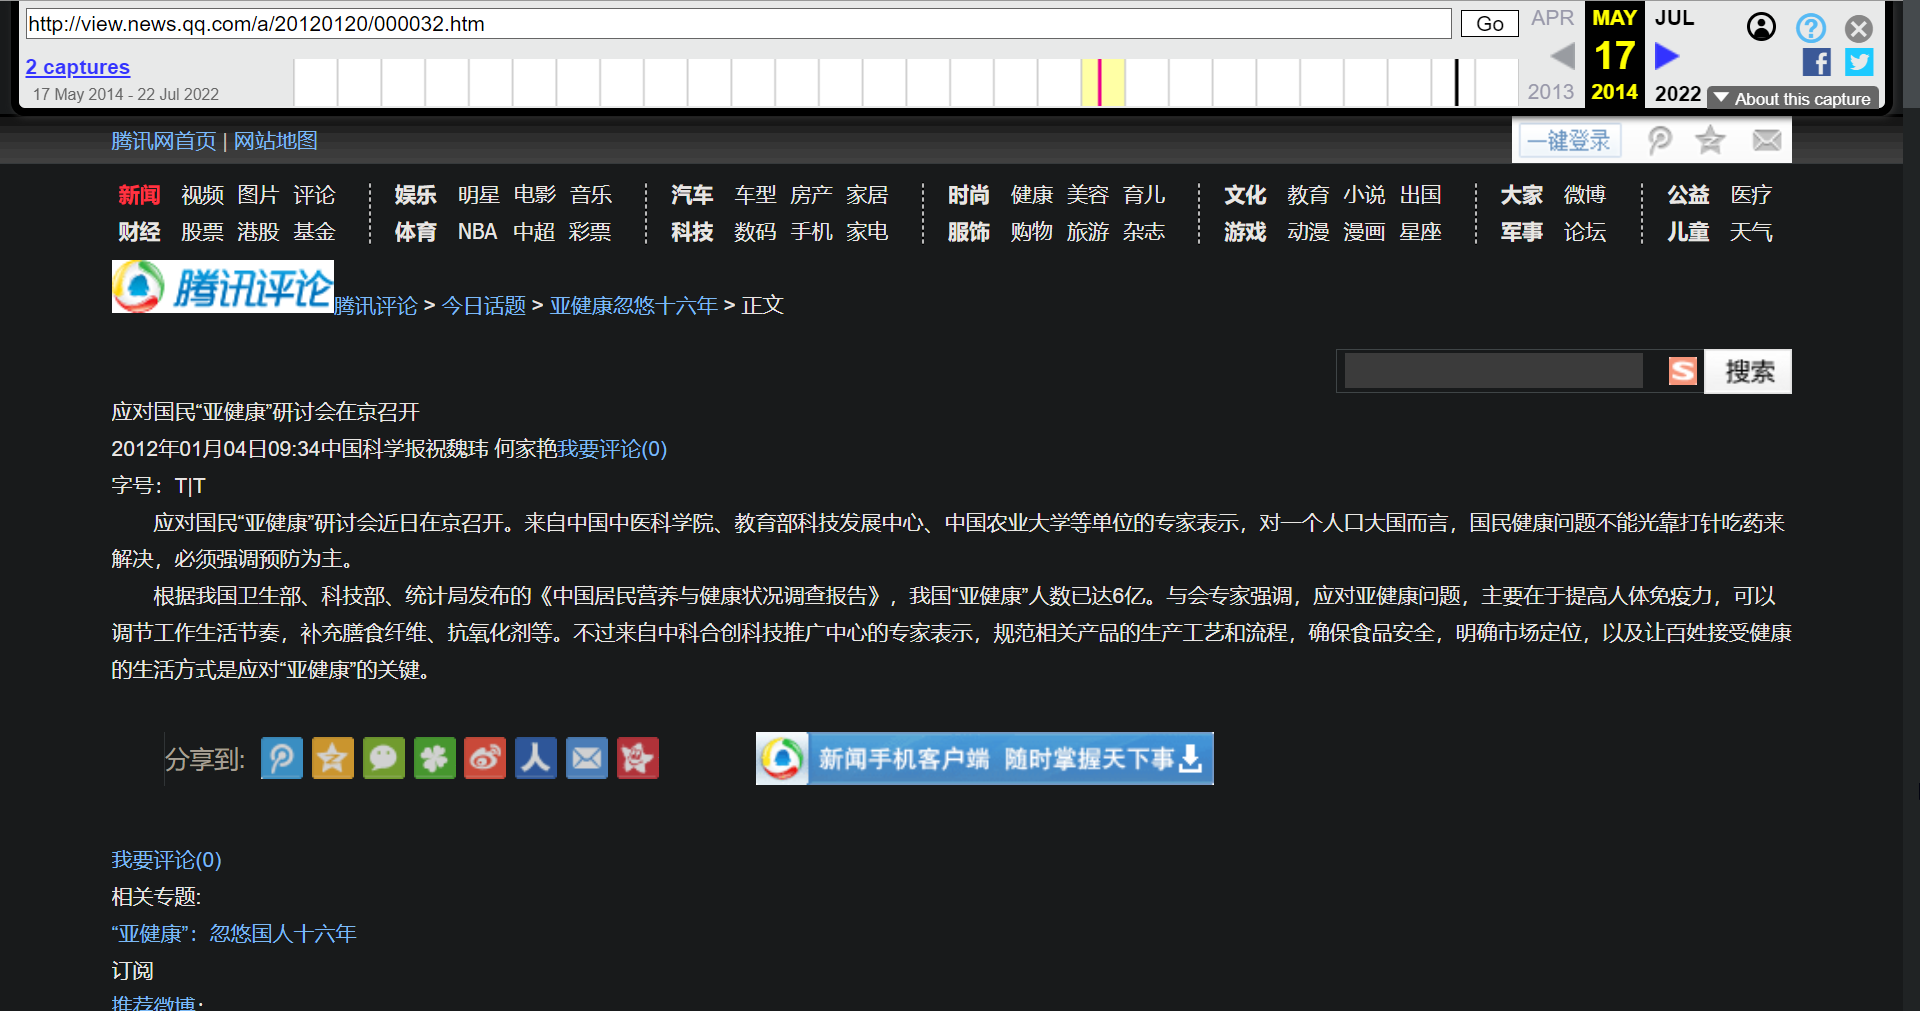 http://view.news.qq.com/a/20120120/000032.htm
Go
APR MAY JUL
17
2013 2014 2022
2 captures
17 May 2014 - 22 Jul 2022
About this capture
腾讯网首页 | 网站地图
一键登录
新闻 视频 图片 评论 娱乐 明星 电影 音乐 汽车 车型 房产 家居 时尚 健康 美容 育儿 文化 教育 小说 出国 大家 微博 公益 医疗
财经 股票 港股 基金 体育 NBA 中超 彩票 科技 数码 手机 家电 服饰 购物 旅游 杂志 游戏 动漫 漫画 星座 军事 论坛 儿童 天气
腾讯评论 腾讯评论 > 今日话题 > 亚健康忽悠十六年 > 正文
S 搜索
应对国民“亚健康”研讨会在京召开
2012年01月04日09:34中国科学报祝魏玮 何家艳我要评论(0)
字号：T|T
应对国民“亚健康”研讨会近日在京召开。来自中国中医科学院、教育部科技发展中心、中国农业大学等单位的专家表示，对一个人口大国而言，国民健康问题不能光靠打针吃药来
解决，必须强调预防为主。
根据我国卫生部、科技部、统计局发布的《中国居民营养与健康状况调查报告》，我国“亚健康”人数已达6亿。与会专家强调，应对亚健康问题，主要在于提高人体免疫力，可以
调节工作生活节奏，补充膳食纤维、抗氧化剂等。不过来自中科合创科技推广中心的专家表示，规范相关产品的生产工艺和流程，确保食品安全，明确市场定位，以及让百姓接受健康
的生活方式是应对“亚健康”的关键。
分享到:
新闻手机客户端 随时掌握天下事
我要评论(0)
相关专题:
“亚健康”：忽悠国人十六年
订阅
推荐微博：